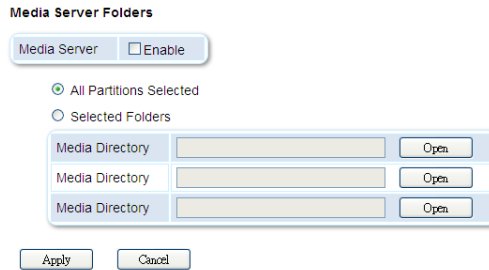 Media Server Folders
Media Server Enable
All Partitions Selected
Selected Folders
Media Directory Open
Media Directory Open
Media Directory Open
Apply Cancel